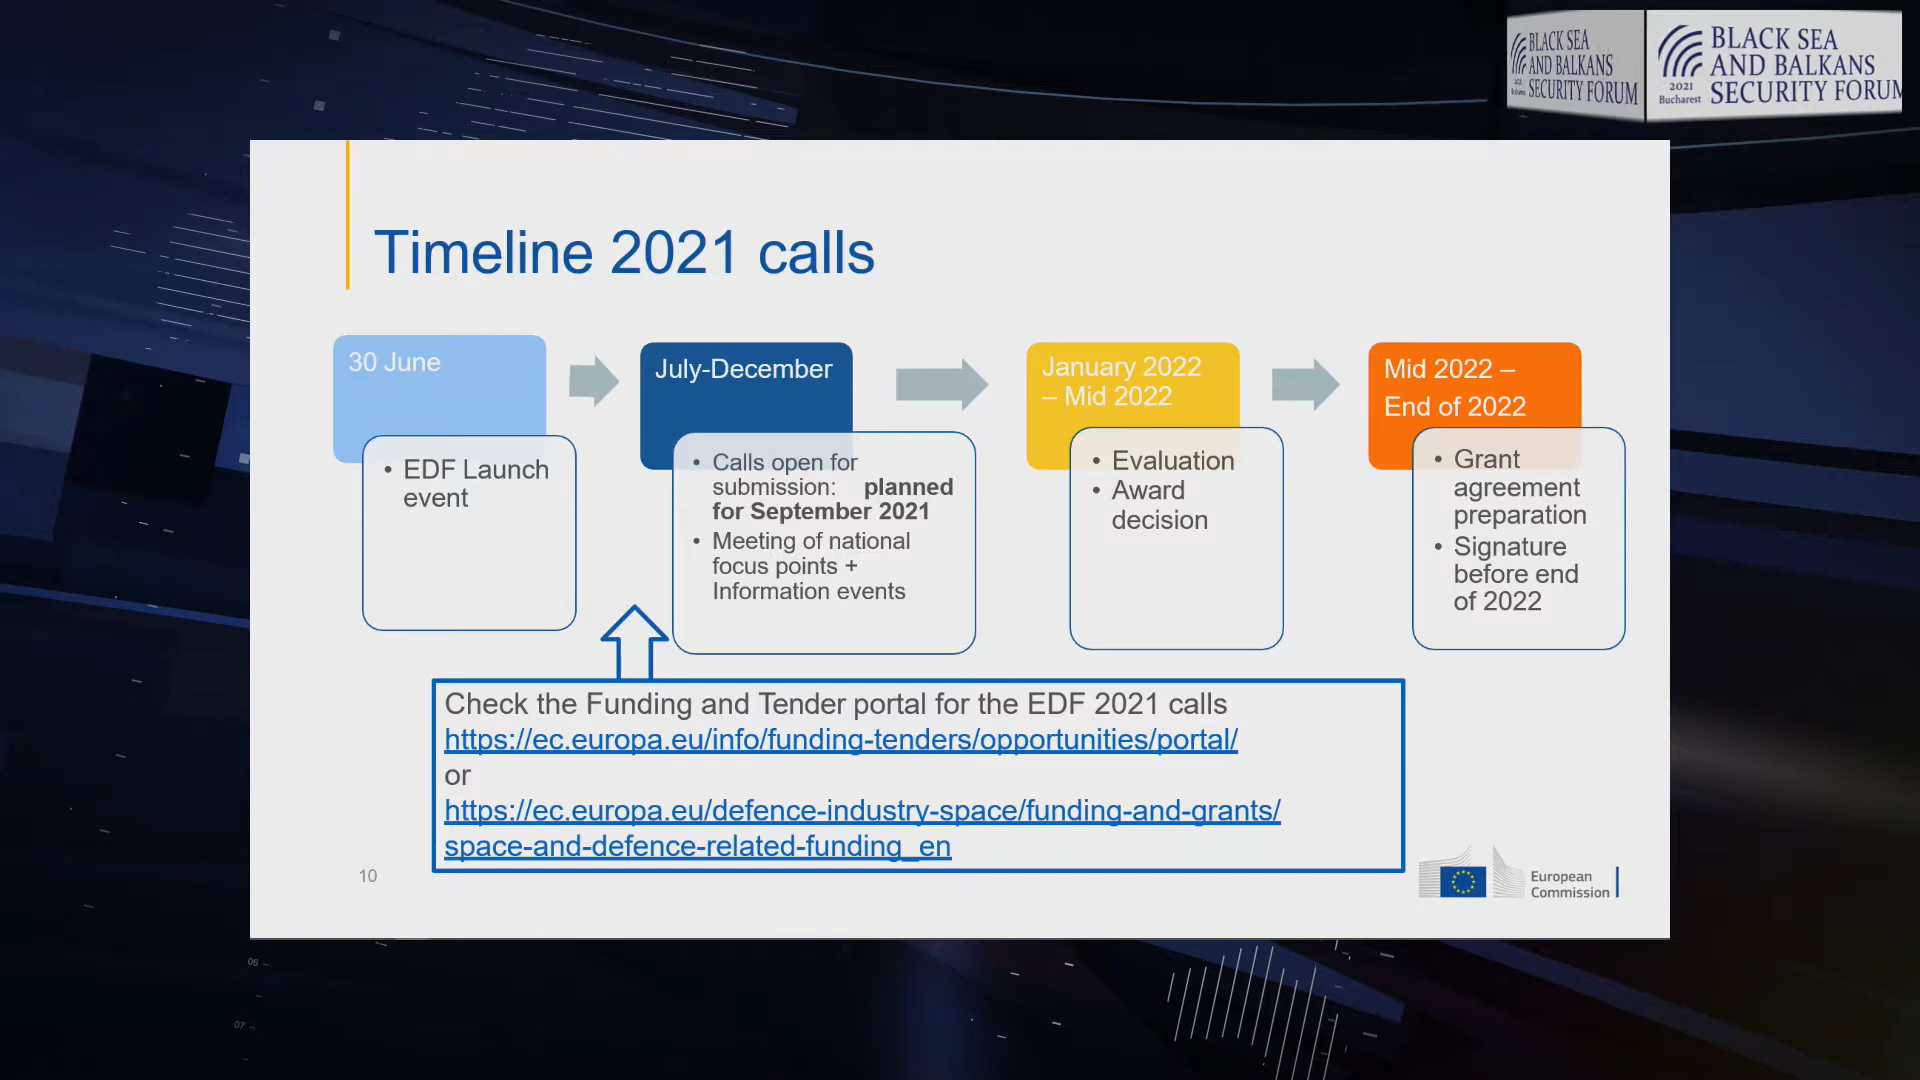 BLACK SEA
AND BALKANS
SECURITY FORUM
2021
BLACK SEA
AND BALKANS
SECURITY FORUM
2021
Bucharest
Timeline 2021 calls
30 June
• EDF Launch
event
July-December
• Calls open for
submission: planned
for September 2021
• Meeting of national
focus points +
Information events
January 2022
– Mid 2022
• Evaluation
• Award
decision
Mid 2022 –
End of 2022
• Grant
agreement
preparation
• Signature
before end
of 2022
Check the Funding and Tender portal for the EDF 2021 calls
https://ec.europa.eu/info/funding-tenders/opportunities/portal/
or
https://ec.europa.eu/defence-industry-space/funding-and-grants/
space-and-defence-related-funding_en
10
European
Commission
06
07